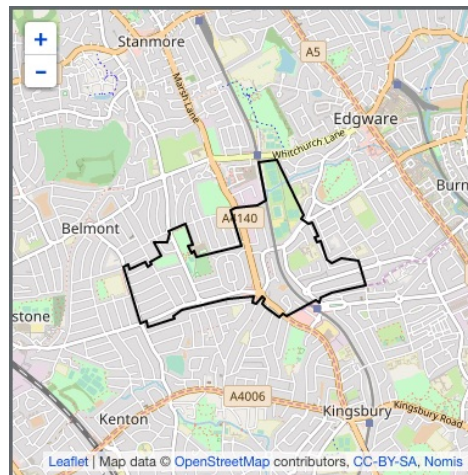 +
−
Stanmore
A5
Marsh Lane
Edgware
Whitchurch Lane
Burn
A4140
Belmont
stone
A4006
Kenton
Kingsbury
Kingsbury Road
Leaflet | Map data © OpenStreetMap contributors, CC-BY-SA, Nomis